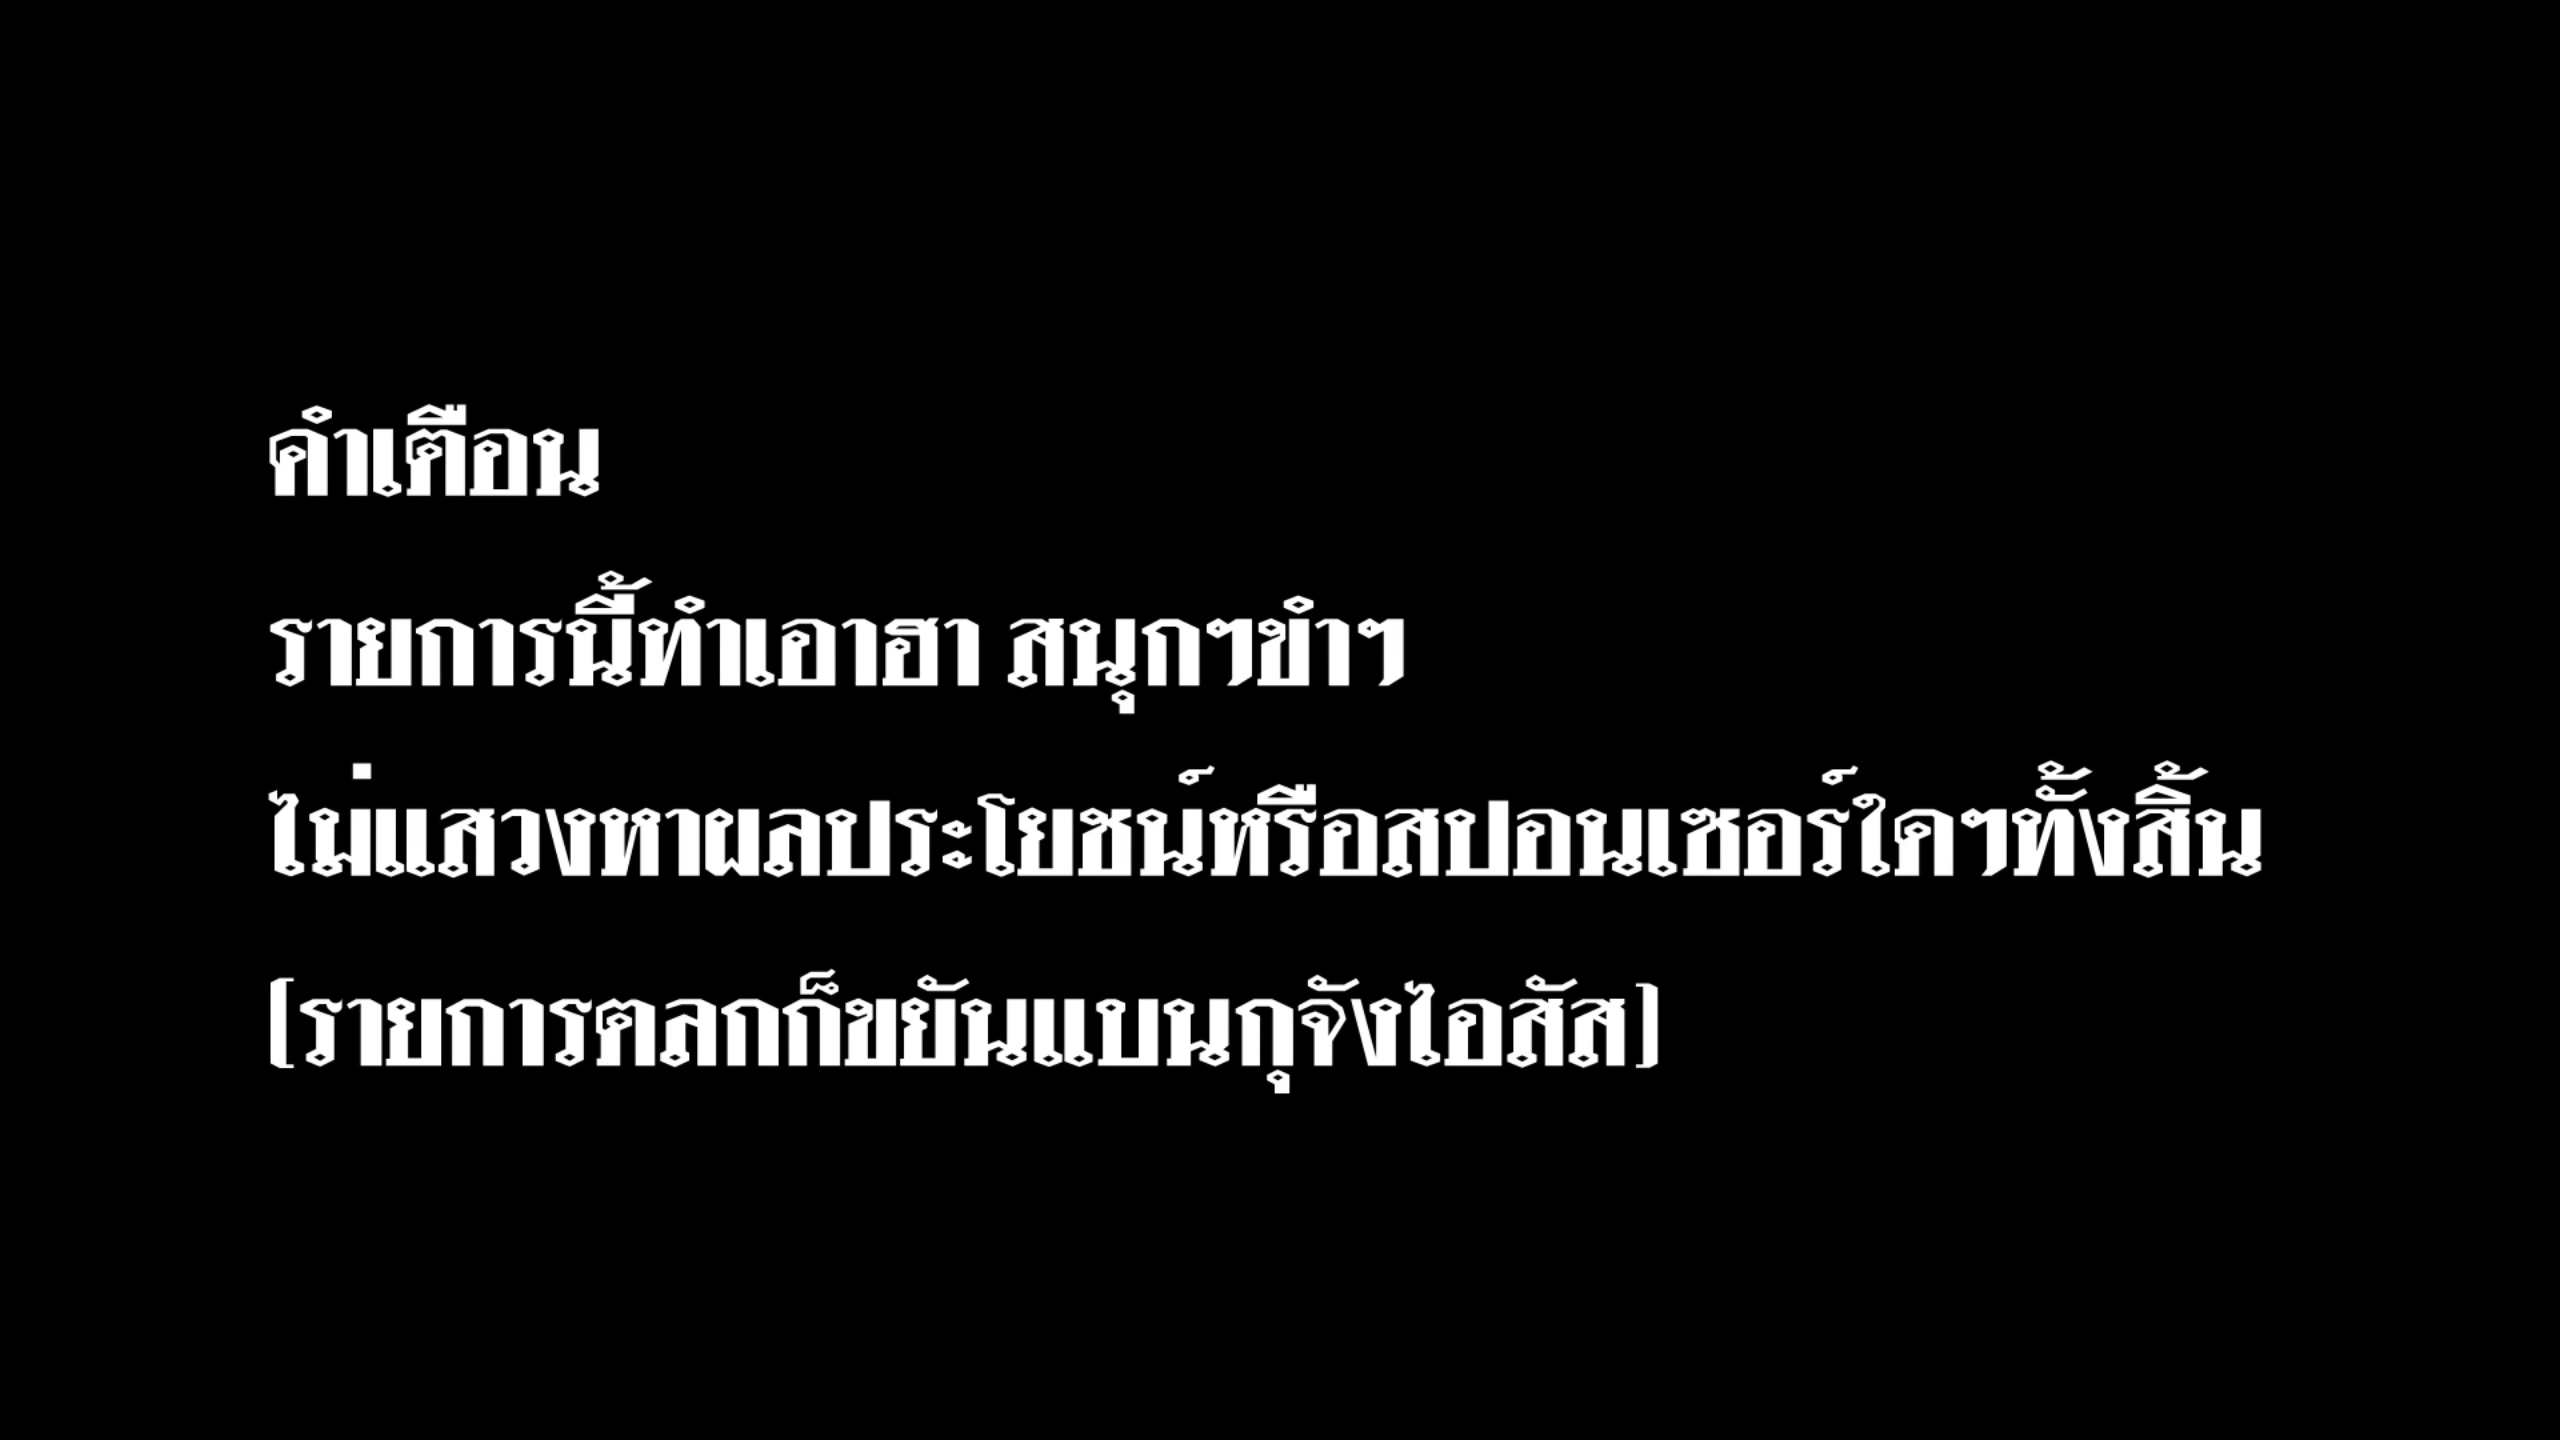 คำเตือน
รายการนี้ทำเอาฮา สนุกๆขำๆ
ไม่แสวงหาผลประโยชน์หรือสปอนเซอร์ใดๆทั้งสิ้น
(รายการตลกก็ขยันแบนกุจังไอสัส)